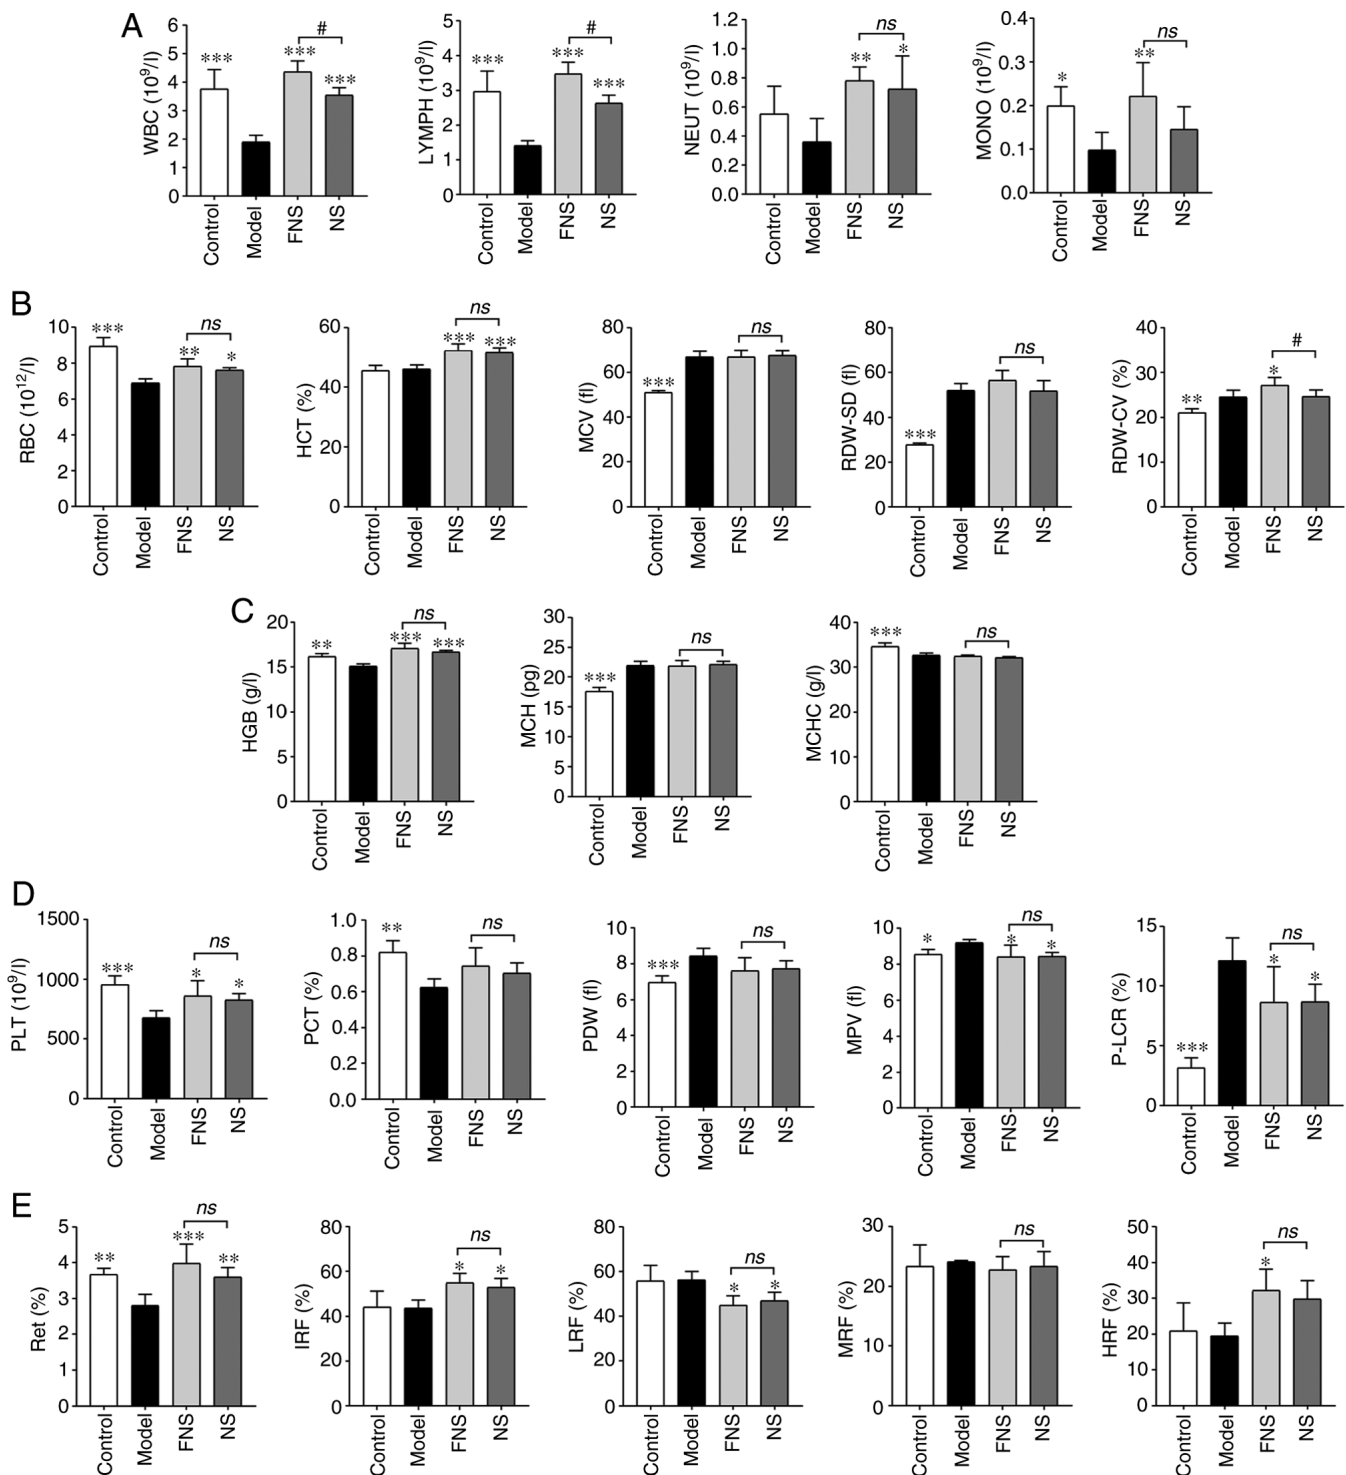 A
WBC (10⁹/l)
6
5
4
3
2
1
0
***
***
#
***
Control
Model
FNS
NS
LYMPH (10⁹/l)
5
4
3
2
1
0
***
***
#
***
Control
Model
FNS
NS
NEUT (10⁹/l)
1.2
1.0
0.8
0.6
0.4
0.2
0.0
**
ns
*
Control
Model
FNS
NS
MONO (10⁹/l)
0.4
0.3
0.2
0.1
0.0
*
**
ns
Control
Model
FNS
NS
B
RBC (10¹²/l)
10
8
6
4
2
0
***
**
ns
*
Control
Model
FNS
NS
HCT (%)
60
40
20
0
***
ns
***
Control
Model
FNS
NS
MCV (fl)
80
60
40
20
0
***
ns
Control
Model
FNS
NS
RDW-SD (fl)
80
60
40
20
0
***
ns
Control
Model
FNS
NS
RDW-CV (%)
40
30
20
10
0
**
*
#
Control
Model
FNS
NS
C
HGB (g/l)
20
15
10
5
0
**
***
ns
***
Control
Model
FNS
NS
MCH (pg)
30
25
20
15
10
5
0
***
ns
Control
Model
FNS
NS
MCHC (g/l)
40
30
20
10
0
***
ns
Control
Model
FNS
NS
D
PLT (10⁹/l)
1500
1000
500
0
***
*
ns
*
Control
Model
FNS
NS
PCT (%)
1.0
0.8
0.6
0.4
0.2
0.0
**
ns
Control
Model
FNS
NS
PDW (fl)
10
8
6
4
2
0
***
ns
Control
Model
FNS
NS
MPV (fl)
10
8
6
4
2
0
*
*
ns
*
Control
Model
FNS
NS
P-LCR (%)
15
10
5
0
***
*
ns
*
Control
Model
FNS
NS
E
Ret (%)
5
4
3
2
1
0
**
***
ns
**
Control
Model
FNS
NS
IRF (%)
80
60
40
20
0
*
ns
*
Control
Model
FNS
NS
LRF (%)
80
60
40
20
0
*
ns
*
Control
Model
FNS
NS
MRF (%)
30
20
10
0
ns
Control
Model
FNS
NS
HRF (%)
50
40
30
20
10
0
*
ns
Control
Model
FNS
NS